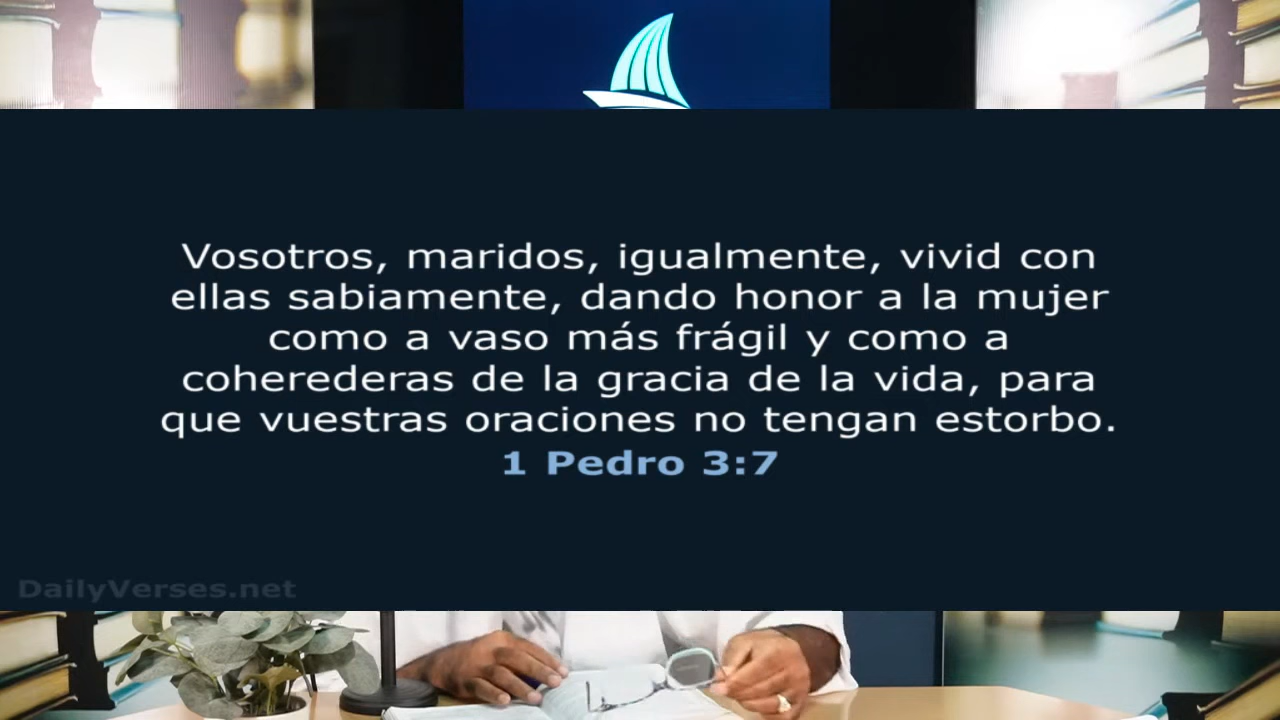 Vosotros, maridos, igualmente, vivid con
ellas sabiamente, dando honor a la mujer
como a vaso más frágil y como a
coherederas de la gracia de la vida, para
que vuestras oraciones no tengan estorbo.
1 Pedro 3:7
DailyVerses.net